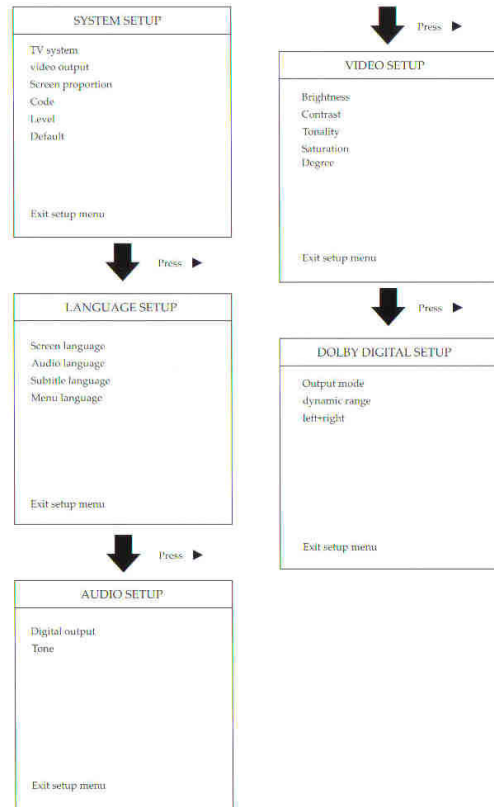 SYSTEM SETUP
TV system
video output
Screen proportion
Code
Level
Default
Exit setup menu
Press
LANGUAGE SETUP
Screen language
Audio language
Subtitle language
Menu language
Exit setup menu
Press
AUDIO SETUP
Digital output
Tone
Exit setup menu
Press
VIDEO SETUP
Brightness
Contrast
Tonality
Saturation
Degree
Exit setup menu
Press
DOLBY DIGITAL SETUP
Output mode
dynamic range
left+right
Exit setup menu